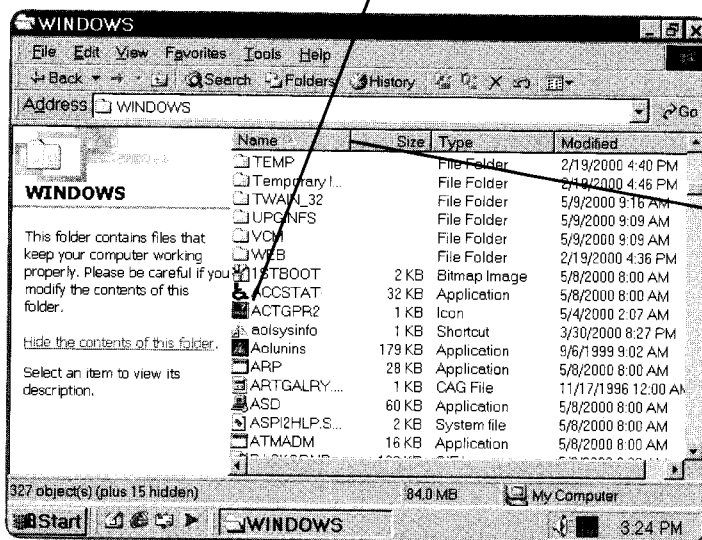 WINDOWS
File Edit View Favorites Tools Help
Back Search Folders History
Address WINDOWS Go
Name Size Type Modified
TEMP File Folder 2/19/2000 4:40 PM
Temporary I... File Folder 2/19/2000 4:46 PM
TWAIN_32 File Folder 5/9/2000 9:16 AM
UPGINFS File Folder 5/9/2000 9:09 AM
VCM File Folder 5/9/2000 9:09 AM
WEB File Folder 2/19/2000 4:36 PM
1STBOOT 2 KB Bitmap Image 5/8/2000 8:00 AM
ACCSTAT 32 KB Application 5/8/2000 8:00 AM
ACTGPR2 1 KB Icon 5/4/2000 2:07 AM
aolsysinfo 1 KB Shortcut 3/30/2000 8:27 PM
Aolunins 179 KB Application 9/6/1999 9:02 AM
ARP 28 KB Application 5/8/2000 8:00 AM
ARTGALRY.... 1 KB CAG File 11/17/1996 12:00 AM
ASD 60 KB Application 5/8/2000 8:00 AM
ASPI2HLP.S... 2 KB System file 5/8/2000 8:00 AM
ATMADM 16 KB Application 5/8/2000 8:00 AM
WINDOWS
This folder contains files that
keep your computer working
properly. Please be careful if you
modify the contents of this
folder.
Hide the contents of this folder.
Select an item to view its
description.
327 object(s) (plus 15 hidden) 84.0 MB My Computer
Start WINDOWS 3:24 PM